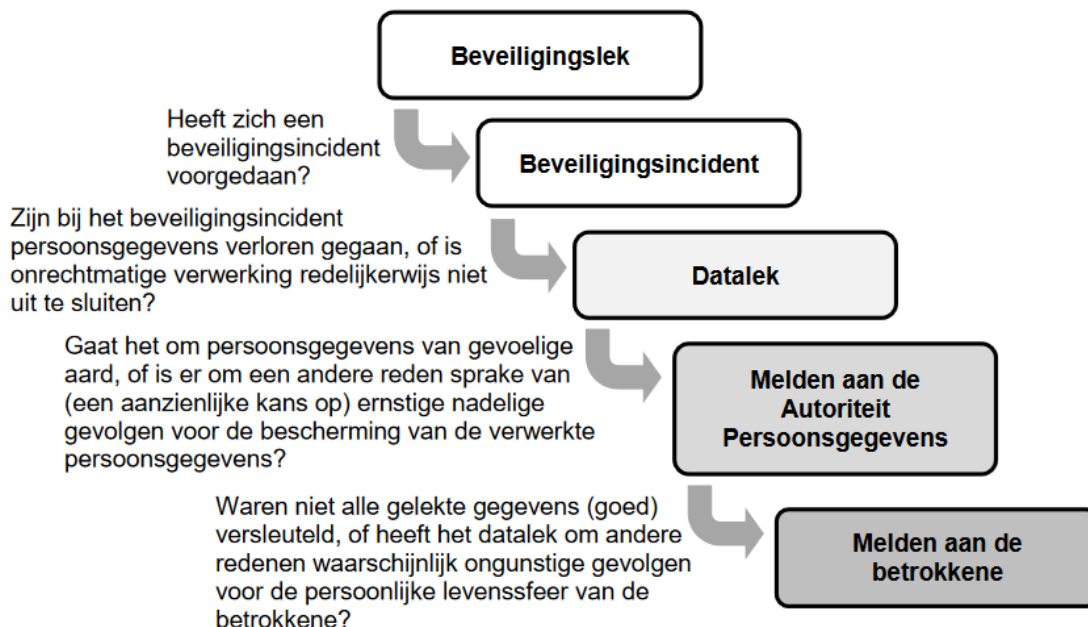 Beveiligingslek
Heeft zich een
beveiligingsincident
voorgedaan?
Beveiligingsincident
Zijn bij het beveiligingsincident
persoonsgegevens verloren gegaan, of is
onrechtmatige verwerking redelijkerwijs niet
uit te sluiten?
Datalek
Gaat het om persoonsgegevens van gevoelige
aard, of is er om een andere reden sprake van
(een aanzienlijke kans op) ernstige nadelige
gevolgen voor de bescherming van de verwerkte
persoonsgegevens?
Melden aan de
Autoriteit
Persoonsgegevens
Waren niet alle gelekte gegevens (goed)
versleuteld, of heeft het datalek om andere
redenen waarschijnlijk ongunstige gevolgen
voor de persoonlijke levenssfeer van de
betrokkene?
Melden aan de
betrokkene